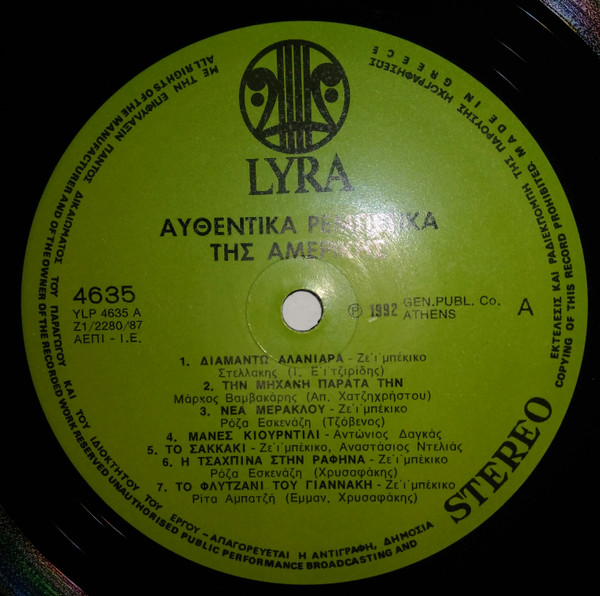 LYRA
ΑΥΘΕΝΤΙΚΑ ΡΕΜΠΕΤΙΚΑ
ΤΗΣ ΑΜΕΡΙΚΗΣ
4635
YLP 4635 A
Z1/2280/87
ΑΕΠΙ - Ι.Ε.
℗ 1992 GEN.PUBL. Co.
ATHENS
A
1. ΔΙΑΜΑΝΤΩ ΑΛΑΝΙΑΡΑ - Ζε'ι'μπέκικο
Στελλάκης (Ι. Ε'ι'τζιρίδης)
2. ΤΗΝ ΜΗΧΑΝΗ ΠΑΡΑΤΑ ΤΗΝ
Μάρκος Βαμβακάρης (Απ. Χατζηχρήστου)
3. ΝΕΑ ΜΕΡΑΚΛΟΥ - Ζε'ι'μπέκικο
Ρόζα Εσκενάζη (Τζόβενος)
4. ΜΑΝΕΣ ΚΙΟΥΡΝΤΙΛΙ - Αντώνιος Δαγκάς
5. ΤΟ ΣΑΚΚΑΚΙ - Ζε'ι'μπέκικο, Αναστάσιος Ντελιάς
6. Η ΤΣΑΧΠΙΝΑ ΣΤΗΝ ΡΑΦΗΝΑ - Ζε'ι'μπέκικο
Ρόζα Εσκενάζη (Χρυσαφάκης)
7. ΤΟ ΦΛΥΤΖΑΝΙ ΤΟΥ ΓΙΑΝΝΑΚΗ - Ζε'ι'μπέκικο
Ρίτα Αμπατζή (Εμμαν. Χρυσαφάκης)
STEREO
ΜΕ ΤΗΝ ΕΠΙΦΥΛΑΞΙΝ ΠΑΝΤΟΣ ΔΙΚΑΙΩΜΑΤΟΣ ΤΟΥ ΠΑΡΑΓΩΓΟΥ ΚΑΙ ΤΟΥ ΙΔΙΟΚΤΗΤΟΥ ΤΟΥ ΕΡΓΟΥ - ΑΠΑΓΟΡΕΥΕΤΑΙ Η ΑΝΤΙΓΡΑΦΗ, ΔΗΜΟΣΙΑ
ΕΚΤΕΛΕΣΙΣ ΚΑΙ ΡΑΔΙΕΚΠΟΜΠΗ ΤΗΣ ΠΑΡΟΥΣΗΣ ΗΧΟΓΡΑΦΗΣΕΩΣ
ALL RIGHTS OF THE MANUFACTURER AND OF THE OWNER OF THE RECORDED WORK RESERVED UNAUTHORISED PUBLIC PERFORMANCE BROADCASTING AND
COPYING OF THIS RECORD PROHIBITED. MADE IN GREECE